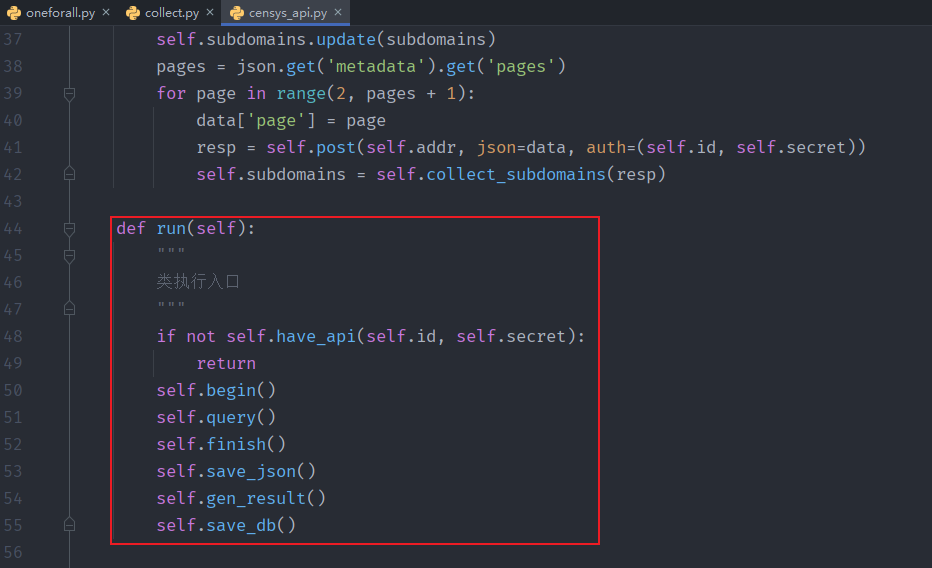 oneforall.py × collect.py × censys_api.py ×
37 self.subdomains.update(subdomains)
38 pages = json.get('metadata').get('pages')
39 for page in range(2, pages + 1):
40 data['page'] = page
41 resp = self.post(self.addr, json=data, auth=(self.id, self.secret))
42 self.subdomains = self.collect_subdomains(resp)
43
44 def run(self):
45 """
46 类执行入口
47 """
48 if not self.have_api(self.id, self.secret):
49 return
50 self.begin()
51 self.query()
52 self.finish()
53 self.save_json()
54 self.gen_result()
55 self.save_db()
56